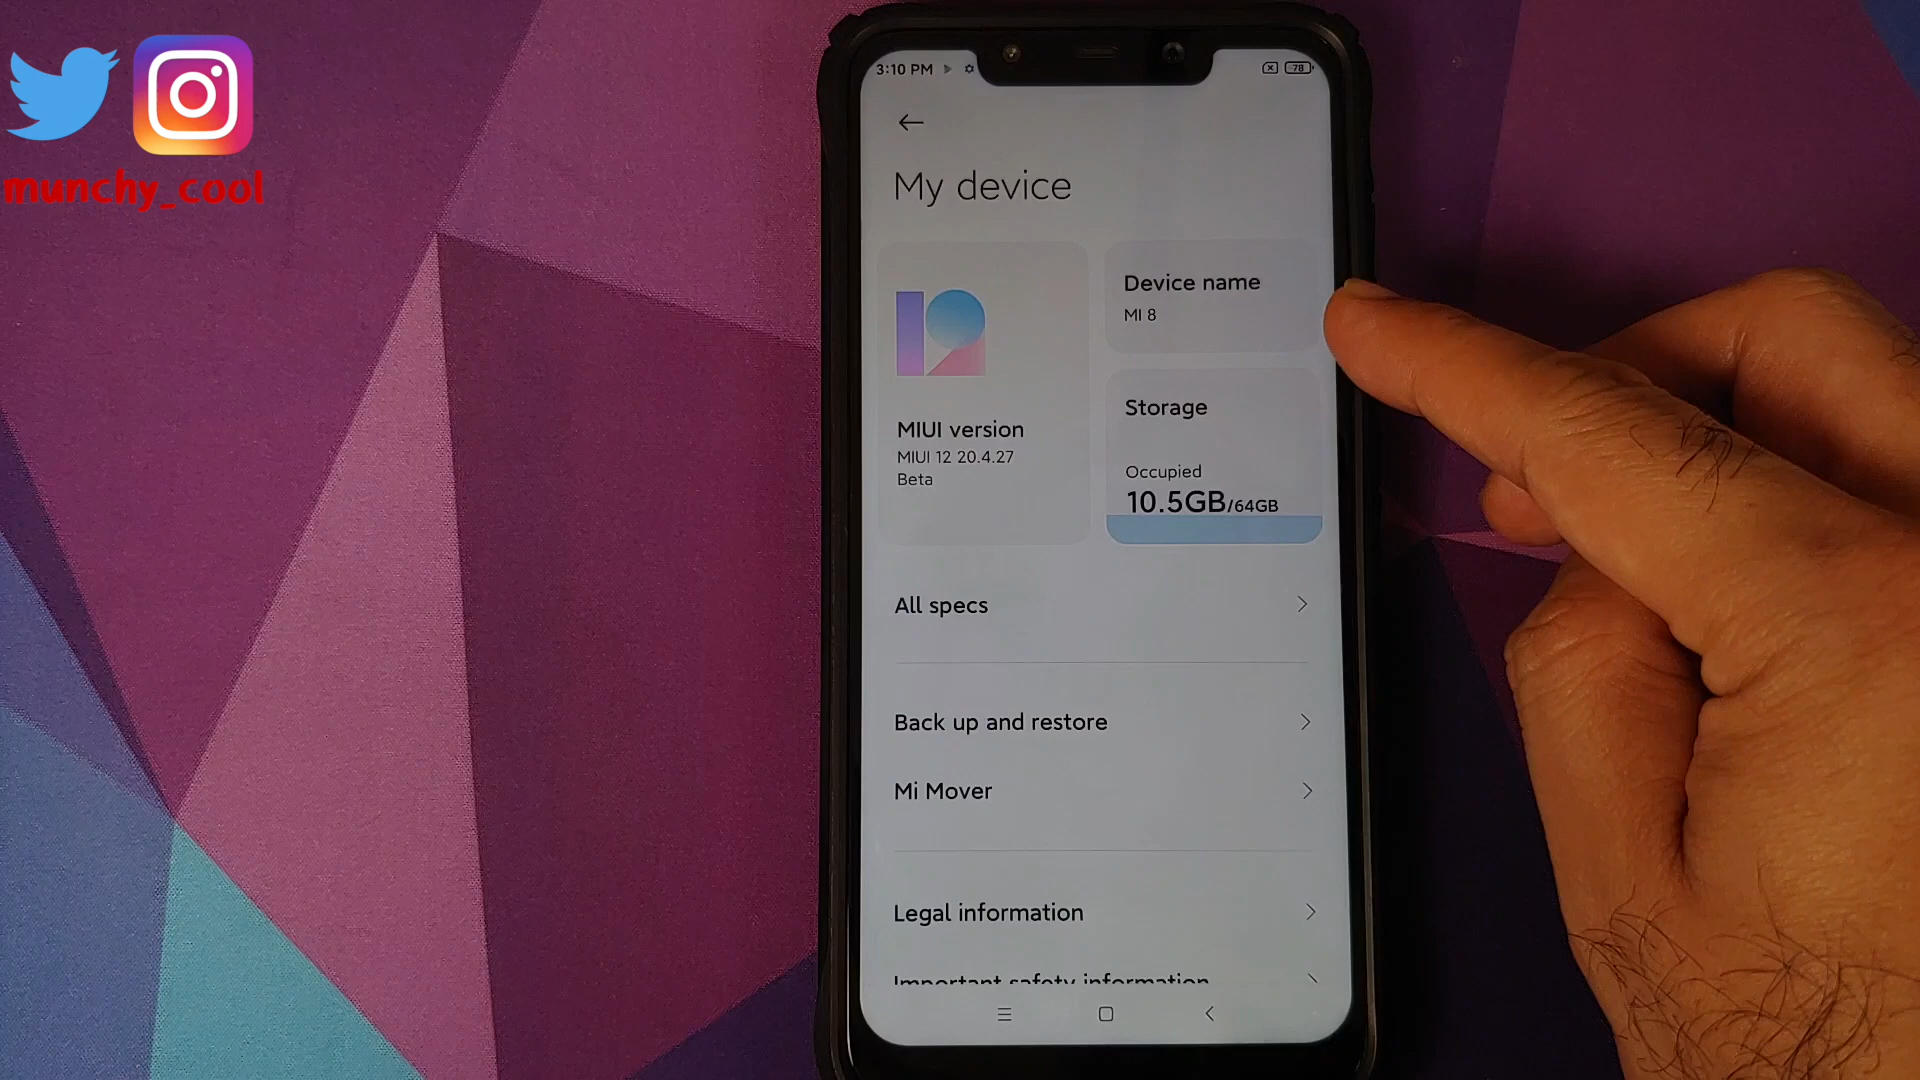 munchy_cool
3:10 PM
78
My device
MIUI version
MIUI 12 20.4.27
Beta
Device name
MI 8
Storage
Occupied
10.5GB/64GB
All specs
Back up and restore
Mi Mover
Legal information
Important safety information